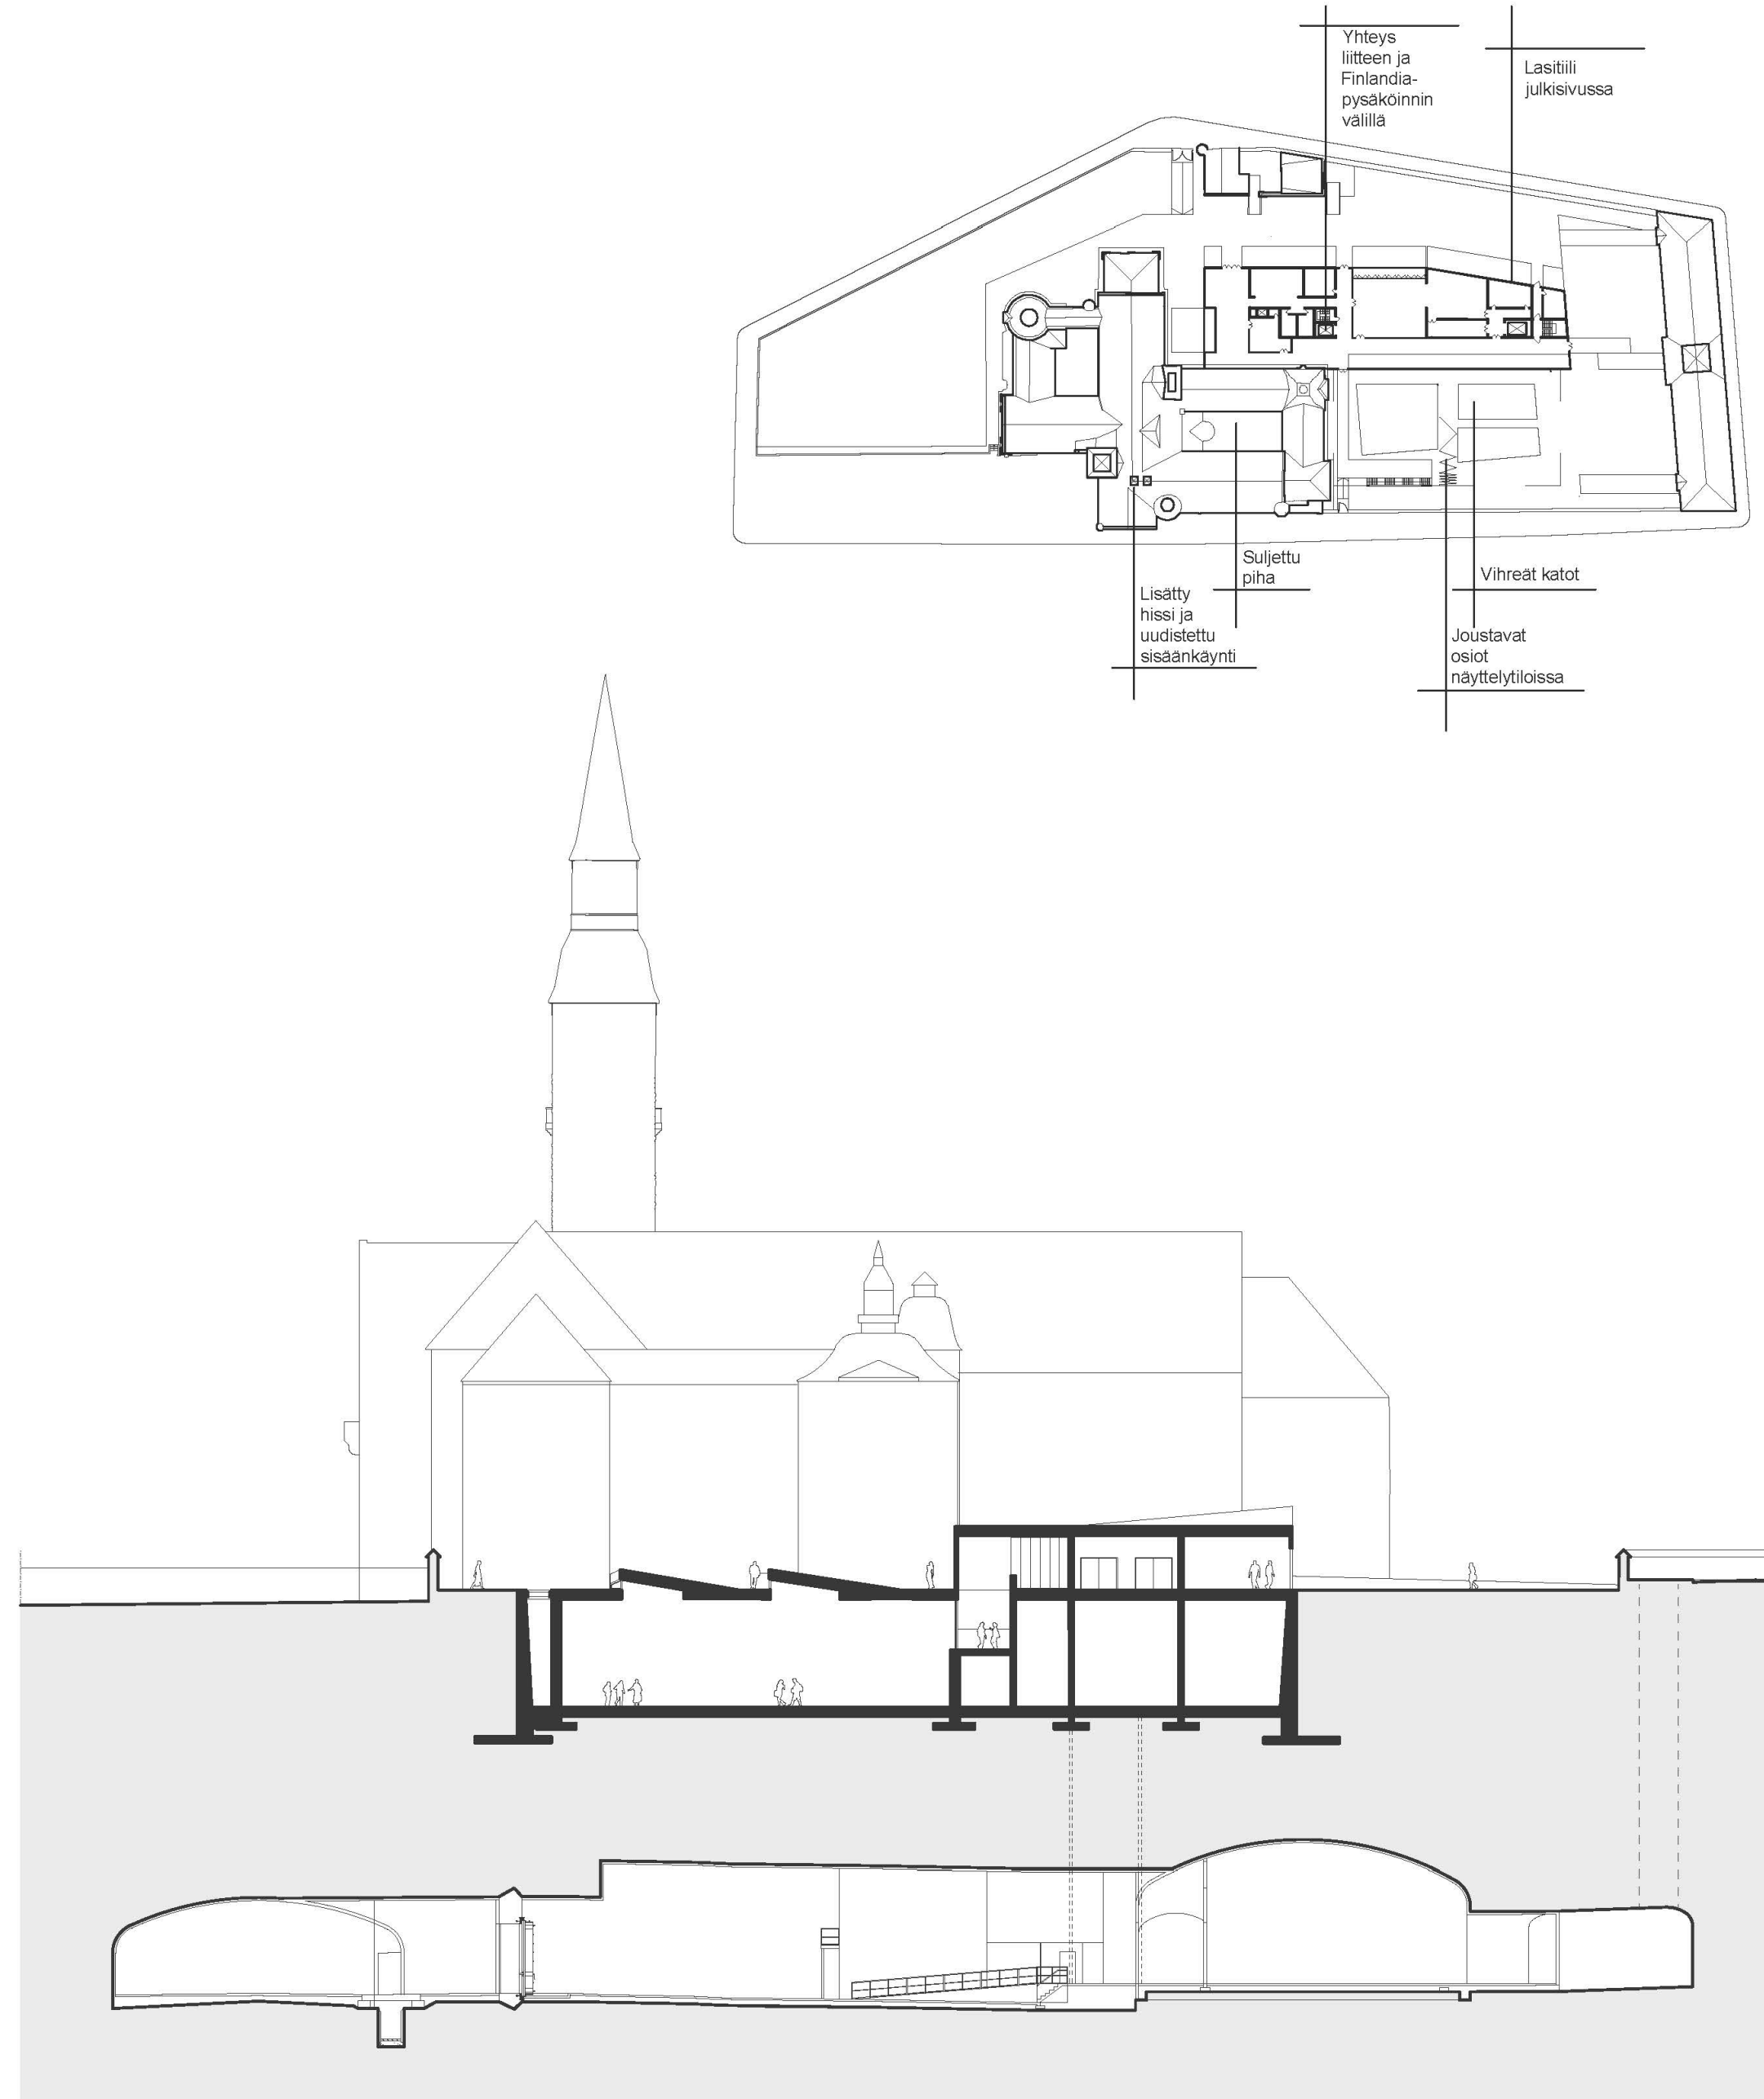 Yhteys
liitteen ja
Finlandia-
pysäköinnin
välillä
Lasitiili
julkisivussa
Suljettu
piha
Vihreät katot
Lisätty
hissi ja
uudistettu
sisäänkäynti
Joustavat
osiot
näyttelytiloissa